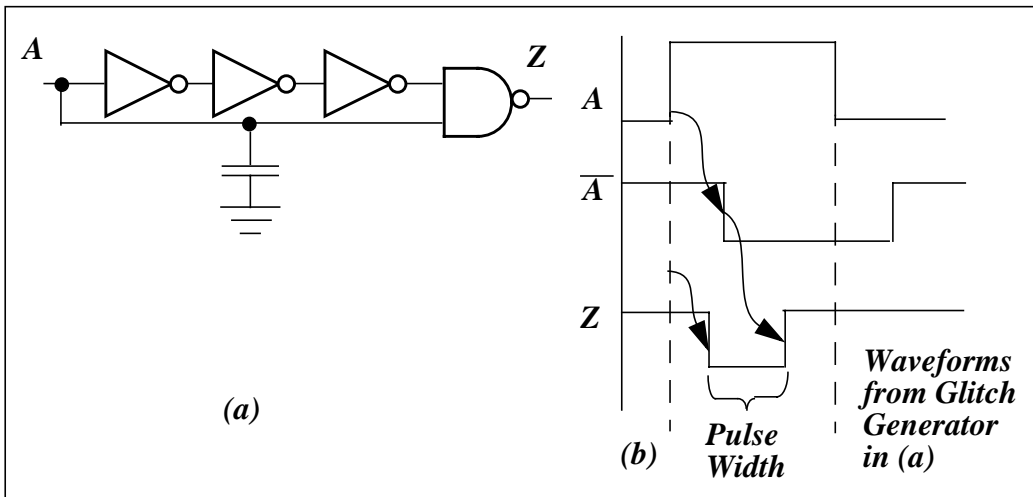 A
Z
(a)
A
A̅
Z
(b)
Pulse
Width
Waveforms
from Glitch
Generator
in (a)